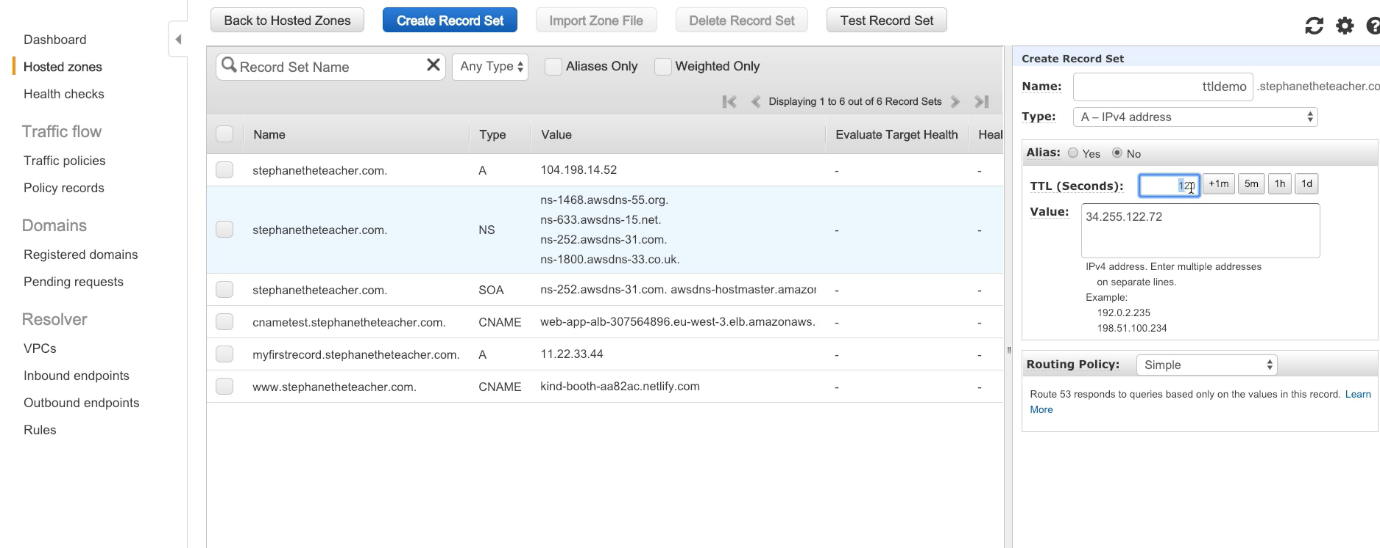 Back to Hosted Zones Create Record Set Import Zone File Delete Record Set Test Record Set
Dashboard
Hosted zones
Health checks
Traffic flow
Traffic policies
Policy records
Domains
Registered domains
Pending requests
Resolver
VPCs
Inbound endpoints
Outbound endpoints
Rules
Record Set Name Any Type Aliases Only Weighted Only
Displaying 1 to 6 out of 6 Record Sets
Name Type Value Evaluate Target Health Heal
stephanetheteacher.com. A 104.198.14.52 - -
ns-1468.awsdns-55.org.
ns-633.awsdns-15.net.
stephanetheteacher.com. NS - -
ns-252.awsdns-31.com.
ns-1800.awsdns-33.co.uk.
stephanetheteacher.com. SOA ns-252.awsdns-31.com. awsdns-hostmaster.amazor - -
cnametest.stephanetheteacher.com. CNAME web-app-alb-307564896.eu-west-3.elb.amazonaws. - -
myfirstrecord.stephanetheteacher.com. A 11.22.33.44 - -
www.stephanetheteacher.com. CNAME kind-booth-aa82ac.netlify.com - -
Create Record Set
Name: ttldemo .stephanetheteacher.co
Type: A – IPv4 address
Alias: Yes No
TTL (Seconds): 120 +1m 5m 1h 1d
Value: 34.255.122.72
IPv4 address. Enter multiple addresses
on separate lines.
Example:
192.0.2.235
198.51.100.234
Routing Policy: Simple
Route 53 responds to queries based only on the values in this record. Learn
More